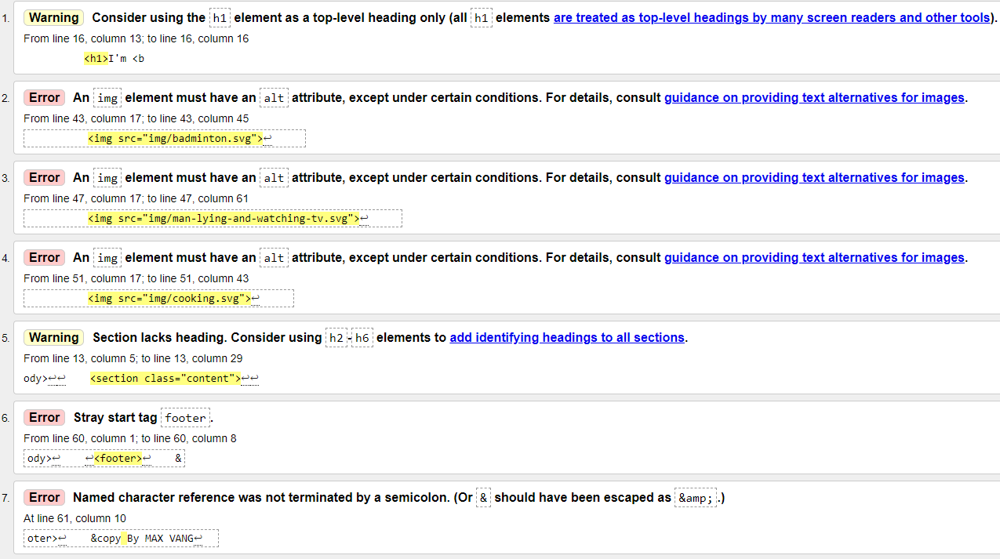 1. Warning Consider using the h1 element as a top-level heading only (all h1 elements are treated as top-level headings by many screen readers and other tools).
From line 16, column 13; to line 16, column 16
<h1>I'm <b
2. Error An img element must have an alt attribute, except under certain conditions. For details, consult guidance on providing text alternatives for images.
From line 43, column 17; to line 43, column 45
<img src="img/badminton.svg">↩
3. Error An img element must have an alt attribute, except under certain conditions. For details, consult guidance on providing text alternatives for images.
From line 47, column 17; to line 47, column 61
<img src="img/man-lying-and-watching-tv.svg">↩
4. Error An img element must have an alt attribute, except under certain conditions. For details, consult guidance on providing text alternatives for images.
From line 51, column 17; to line 51, column 43
<img src="img/cooking.svg">↩
5. Warning Section lacks heading. Consider using h2-h6 elements to add identifying headings to all sections.
From line 13, column 5; to line 13, column 29
ody>↩↩ <section class="content">↩↩
6. Error Stray start tag footer.
From line 60, column 1; to line 60, column 8
ody>↩ ↩<footer>↩ &
7. Error Named character reference was not terminated by a semicolon. (Or & should have been escaped as &amp;.)
At line 61, column 10
oter>↩ &copy By MAX VANG↩